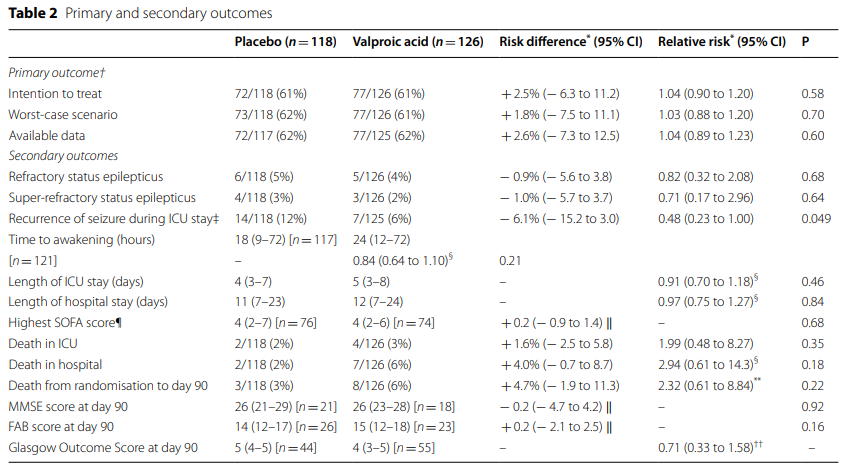 Table 2 Primary and secondary outcomes
Placebo (n = 118) Valproic acid (n = 126) Risk difference* (95% CI) Relative risk* (95% CI) P
Primary outcome†
Intention to treat 72/118 (61%) 77/126 (61%) + 2.5% (− 6.3 to 11.2) 1.04 (0.90 to 1.20) 0.58
Worst-case scenario 73/118 (62%) 77/126 (61%) + 1.8% (− 7.5 to 11.1) 1.03 (0.88 to 1.20) 0.70
Available data 72/117 (62%) 77/125 (62%) + 2.6% (− 7.3 to 12.5) 1.04 (0.89 to 1.23) 0.60
Secondary outcomes
Refractory status epilepticus 6/118 (5%) 5/126 (4%) − 0.9% (− 5.6 to 3.8) 0.82 (0.32 to 2.08) 0.68
Super-refractory status epilepticus 4/118 (3%) 3/126 (2%) − 1.0% (− 5.7 to 3.7) 0.71 (0.17 to 2.96) 0.64
Recurrence of seizure during ICU stay‡ 14/118 (12%) 7/125 (6%) − 6.1% (− 15.2 to 3.0) 0.48 (0.23 to 1.00) 0.049
Time to awakening (hours) 18 (9–72) [n = 117] 24 (12–72)
[n = 121] – 0.84 (0.64 to 1.10)§ 0.21
Length of ICU stay (days) 4 (3–7) 5 (3–8) – 0.91 (0.70 to 1.18)§ 0.46
Length of hospital stay (days) 11 (7–23) 12 (7–24) – 0.97 (0.75 to 1.27)§ 0.84
Highest SOFA score¶ 4 (2–7) [n = 76] 4 (2–6) [n = 74] + 0.2 (− 0.9 to 1.4) ‖ – 0.68
Death in ICU 2/118 (2%) 4/126 (3%) + 1.6% (− 2.5 to 5.8) 1.99 (0.48 to 8.27) 0.35
Death in hospital 2/118 (2%) 7/126 (6%) + 4.0% (− 0.7 to 8.7) 2.94 (0.61 to 14.3)§ 0.18
Death from randomisation to day 90 3/118 (3%) 8/126 (6%) + 4.7% (− 1.9 to 11.3) 2.32 (0.61 to 8.84)** 0.22
MMSE score at day 90 26 (21–29) [n = 21] 26 (23–28) [n = 18] − 0.2 (− 4.7 to 4.2) ‖ – 0.92
FAB score at day 90 14 (12–17) [n = 26] 15 (12–18) [n = 23] + 0.2 (− 2.1 to 2.5) ‖ – 0.16
Glasgow Outcome Score at day 90 5 (4–5) [n = 44] 4 (3–5) [n = 55] – 0.71 (0.33 to 1.58)†† –